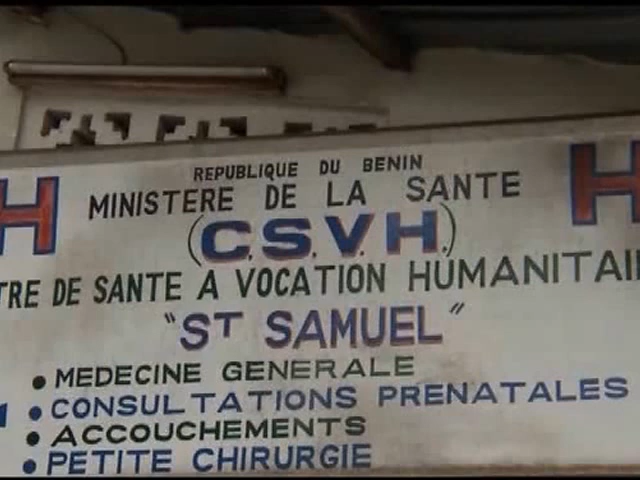 REPUBLIQUE DU BENIN
H MINISTERE DE LA SANTE H
(C.S.V.H.)
TRE DE SANTE A VOCATION HUMANITAI
"ST SAMUEL"
• MEDECINE GENERALE
• CONSULTATIONS PRENATALES
• ACCOUCHEMENTS
• PETITE CHIRURGIE